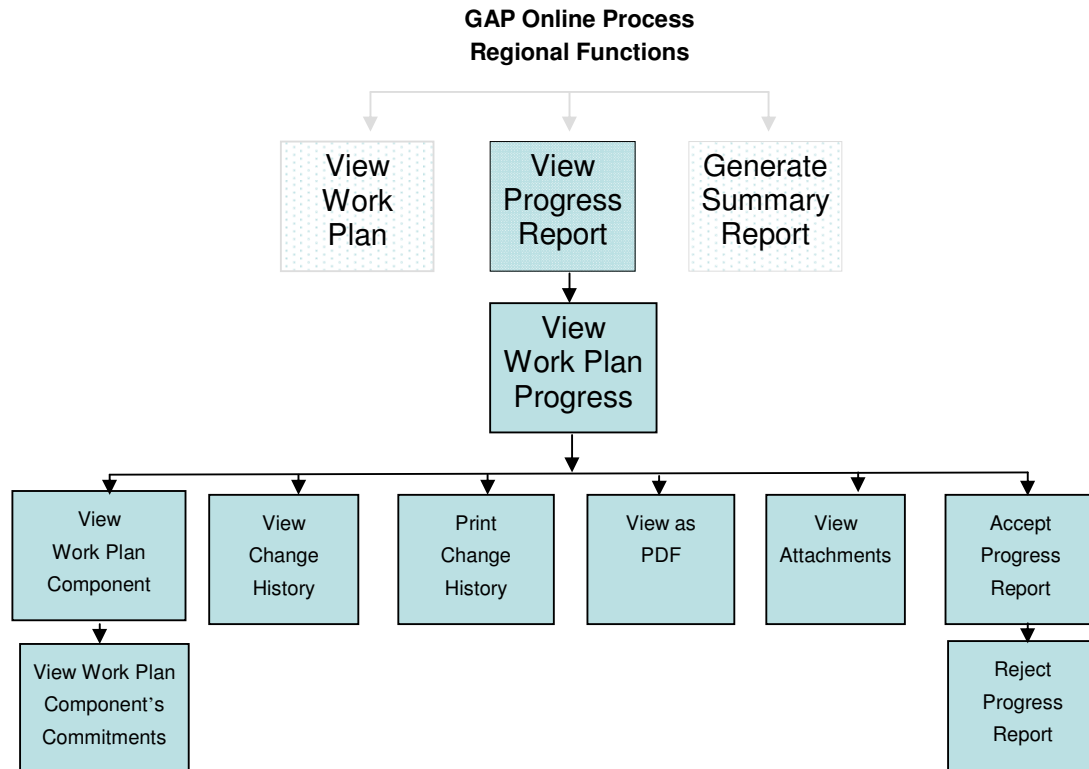 GAP Online Process
Regional Functions
View
Work
Plan
View
Progress
Report
Generate
Summary
Report
View
Work Plan
Progress
View
Work Plan
Component
View
Change
History
Print
Change
History
View as
PDF
View
Attachments
Accept
Progress
Report
View Work Plan
Component’s
Commitments
Reject
Progress
Report